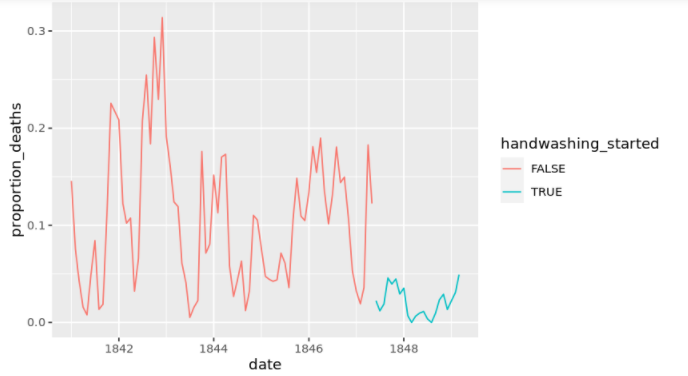 0.3
0.2
0.1
0.0
proportion_deaths
1842 1844 1846 1848
date
handwashing_started
FALSE
TRUE